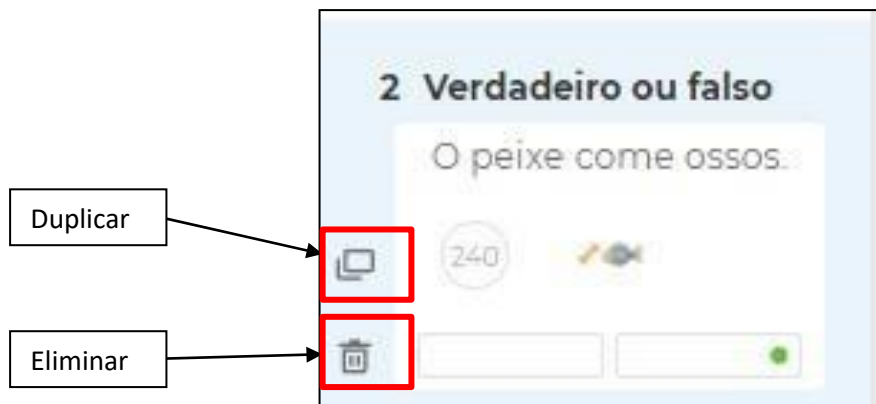 2 Verdadeiro ou falso
O peixe come ossos.
Duplicar
240
Eliminar